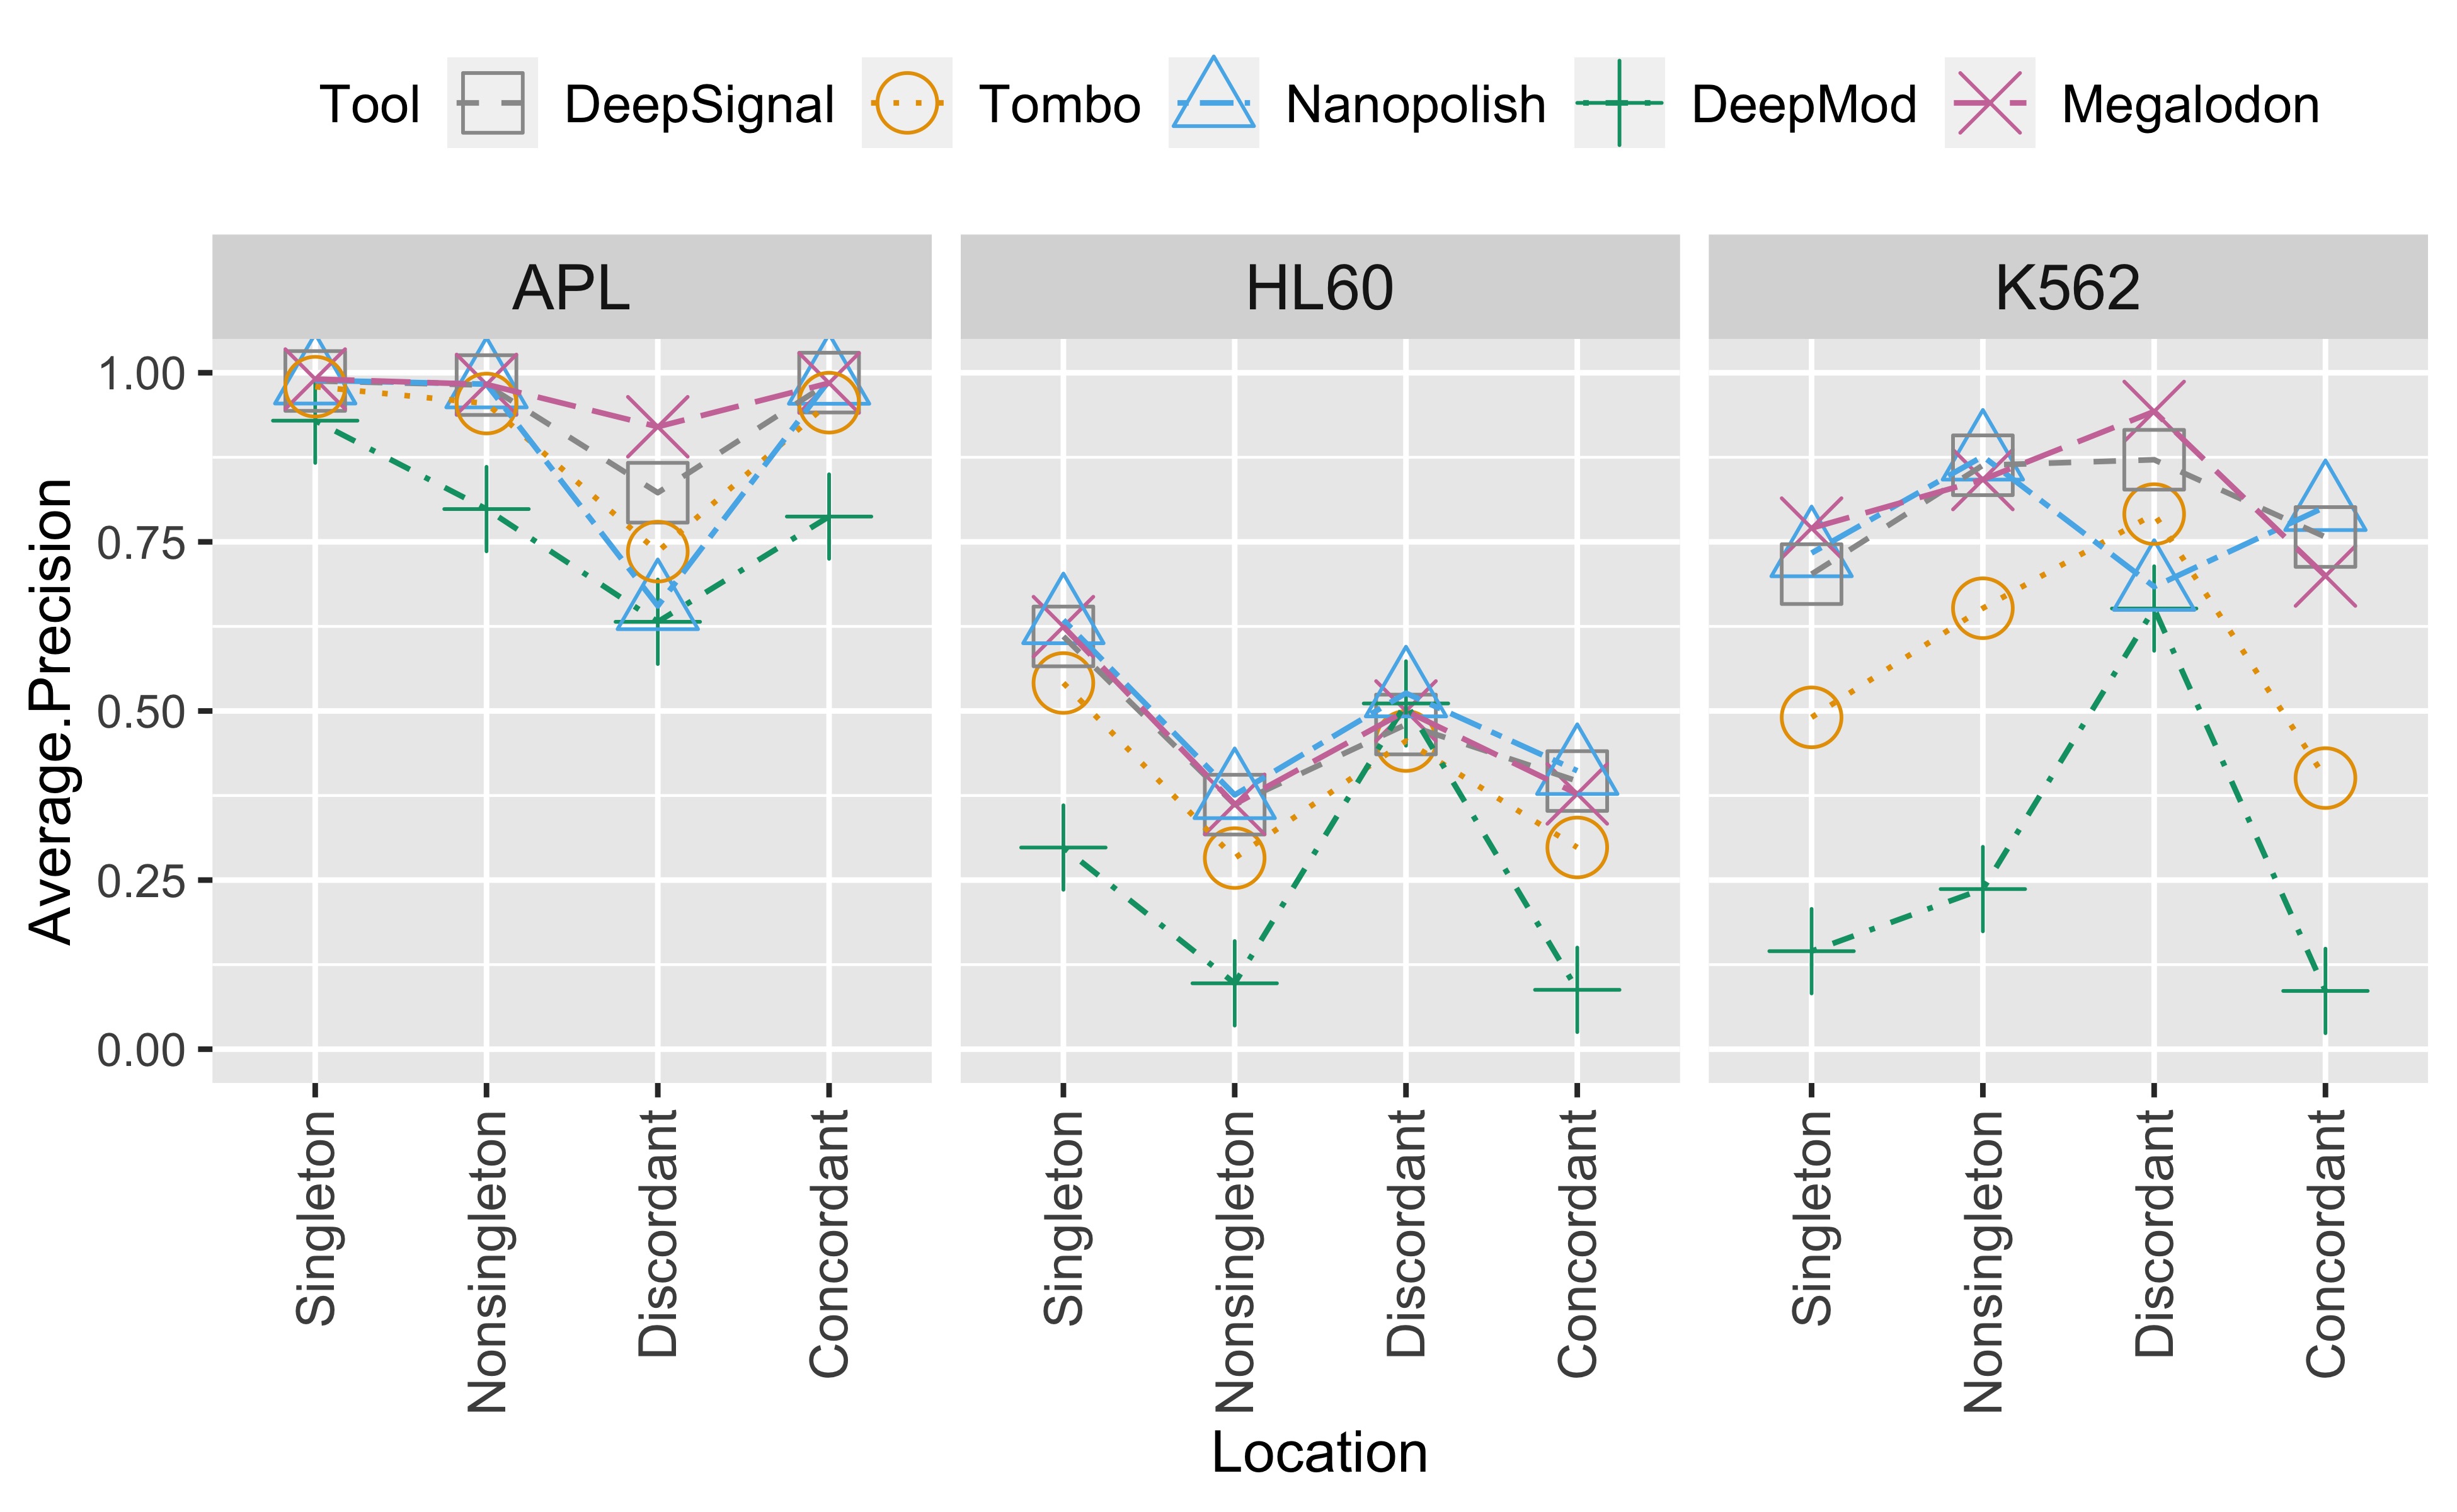 Tool DeepSignal Tombo Nanopolish DeepMod Megalodon
APL HL60 K562
Average.Precision
1.00
0.75
0.50
0.25
0.00
Singleton Nonsingleton Discordant Concordant Singleton Nonsingleton Discordant Concordant Singleton Nonsingleton Discordant Concordant
Location